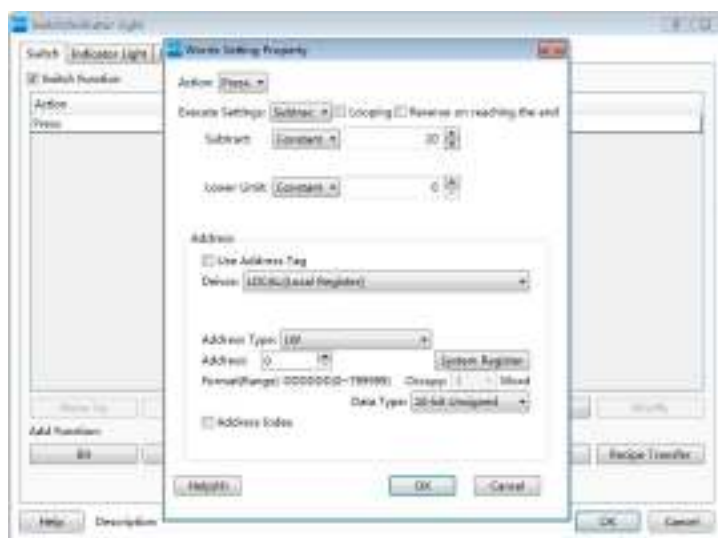 Switch/Indicator Light
Switch Indicator Light
Switch Function
Action
Press
Words Setting Property
Action: Press
Execute Settings: Subtrac Looping Reverse on reaching the end
Subtract: Constant
Lower Limit: Constant 0
Address
Use Address Tag
Device: LOCAL:[Local Register]
Address Type: LW
Address: 0 System Register
Format(Range): DDDDDD(0~799999) Occupy: 1 Word
Data Type: 16-bit Unsigned
Address Index
Modify
Add Function:
Bit
Recipe Transfer
Help(H) OK Cancel
Help Description OK Cancel